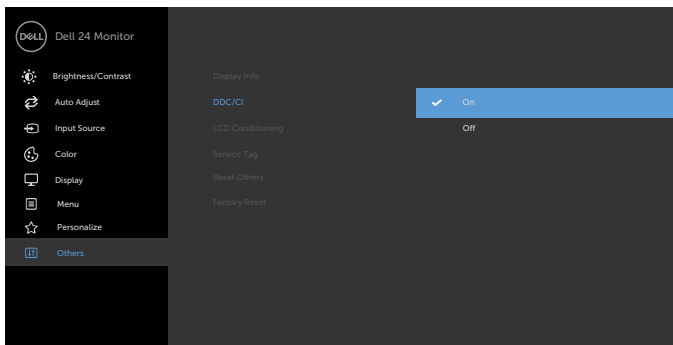 DELL Dell 24 Monitor
Brightness/Contrast
Auto Adjust
Input Source
Color
Display
Menu
Personalize
Others
Display Info
DDC/CI
LCD Conditioning
Service Tag
Reset Others
Factory Reset
On
Off